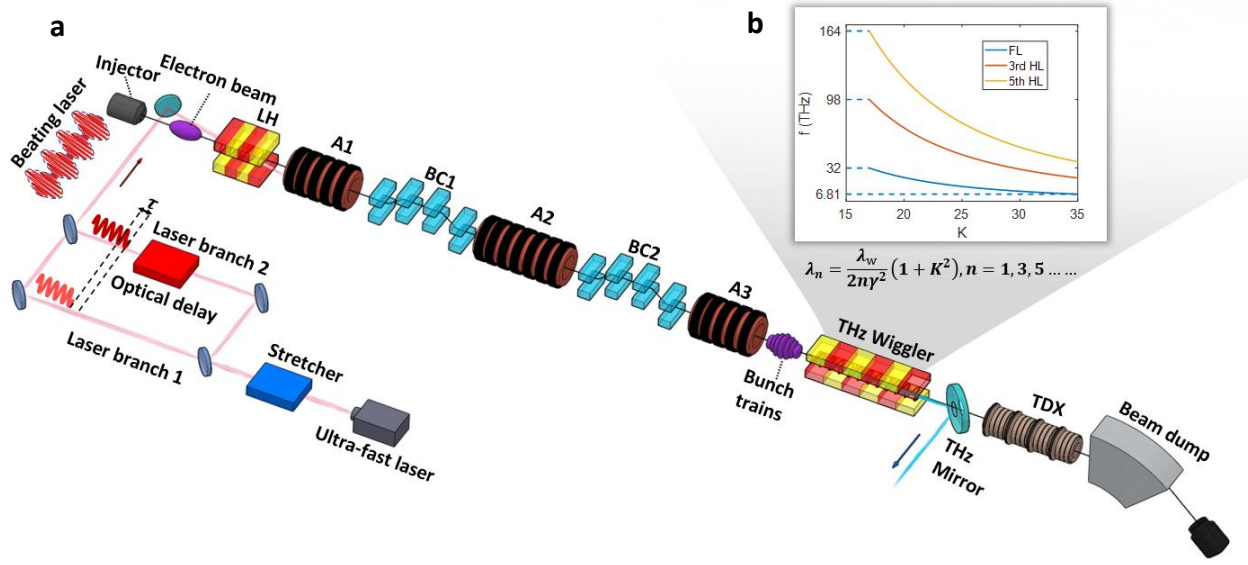 a
Injector
Electron beam
Beating laser
LH
A1
BC1
A2
BC2
A3
τ
Laser branch 2
Optical delay
Laser branch 1
Stretcher
Ultra-fast laser
Bunch
trains
THz Wiggler
THz
Mirror
TDX
Beam dump
b
164
98
32
6.81
f (THz)
FL
3rd HL
5th HL
15
20
25
30
35
K
λₙ = λ_w/2nγ² (1 + K²), n = 1, 3, 5 … …